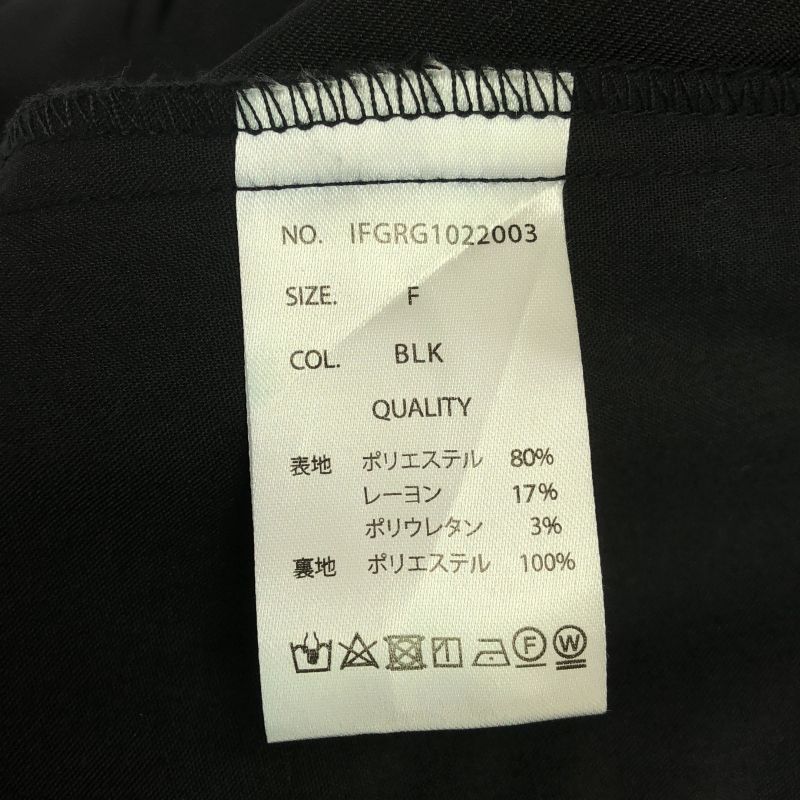 NO. IFGRG1022003
SIZE. F
COL. BLK
QUALITY
表地 ポリエステル 80%
レーヨン 17%
ポリウレタン 3%
裏地 ポリエステル 100%
F W